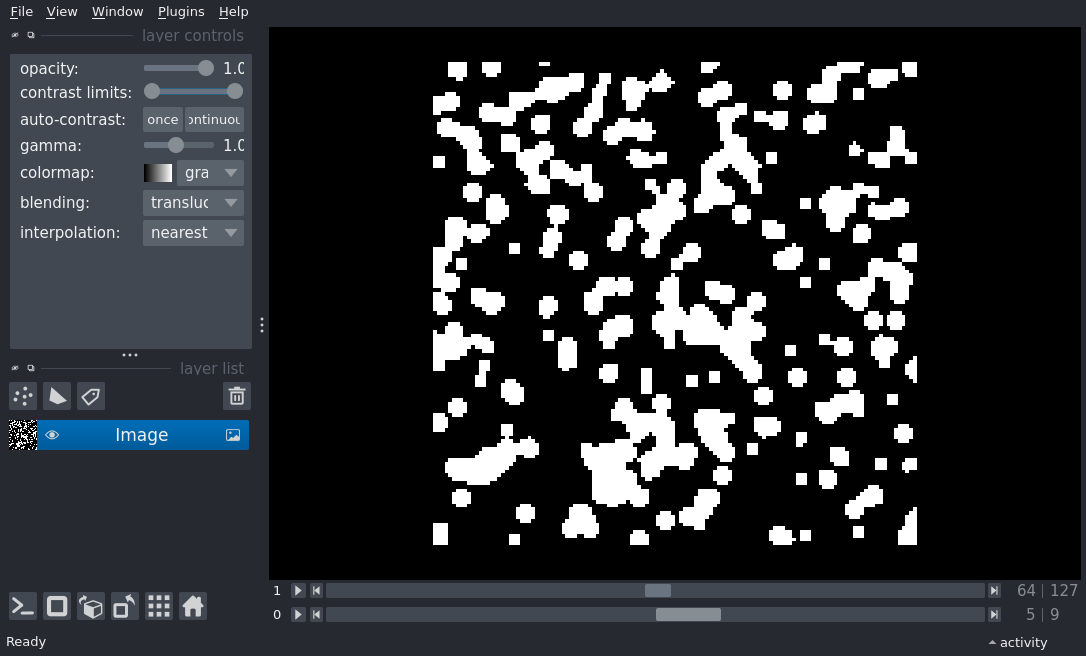 File View Window Plugins Help
layer controls
opacity: 1.0
contrast limits:
auto-contrast: once ontinuou
gamma: 1.0
colormap: gra
blending: transluc
interpolation: nearest
layer list
Image
1 64 127
0 5 9
Ready activity